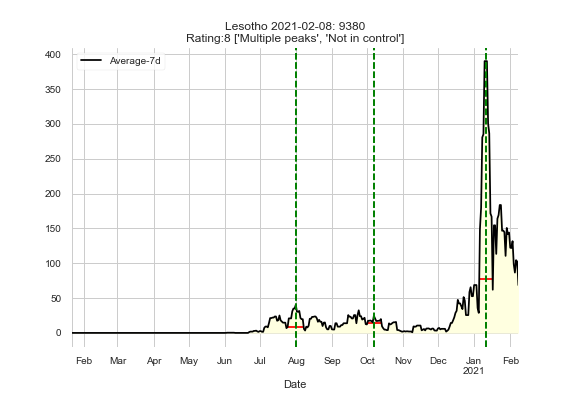 Lesotho 2021-02-08: 9380
Rating:8 ['Multiple peaks', 'Not in control']
400
Average-7d
350
300
250
200
150
100
50
0
Feb Mar Apr May Jun Jul Aug Sep Oct Nov Dec Jan Feb
2021
Date